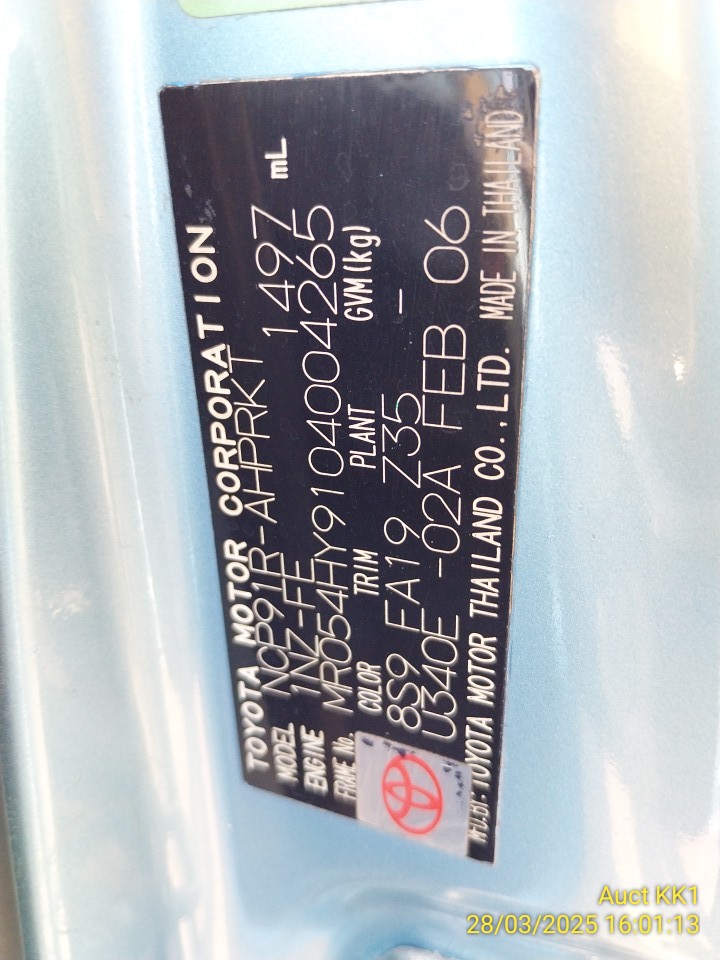 TOYOTA MOTOR CORPORATION
MODEL NCP91R-AHPRKT 1497 mL
ENGINE 1NZ-FE
FRAME No. MR054HY9104004265
COLOR TRIM PLANT GVM(kg)
8S9 FA19 Z35 –
U340E -02A FEB 06
MFD.BY: TOYOTA MOTOR THAILAND CO.,LTD. MADE IN THAILAND
Auct KK1
28/03/2025 16:01:13